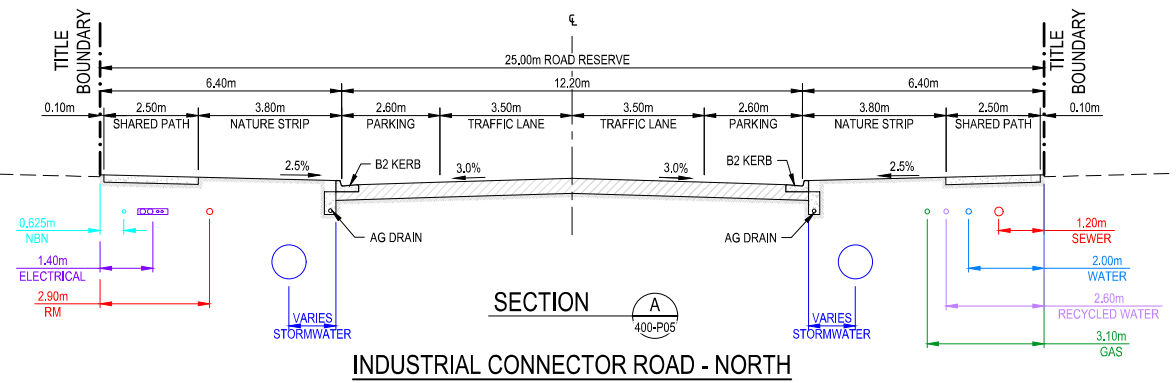 ℄
TITLE
BOUNDARY
TITLE
BOUNDARY
25.00m ROAD RESERVE
6.40m
12.20m
6.40m
0.10m
2.50m
3.80m
2.60m
3.50m
3.50m
2.60m
3.80m
2.50m
0.10m
SHARED PATH
NATURE STRIP
PARKING
TRAFFIC LANE
TRAFFIC LANE
PARKING
NATURE STRIP
SHARED PATH
2.5%
B2 KERB
3.0%
3.0%
B2 KERB
2.5%
0.625m
NBN
AG DRAIN
AG DRAIN
1.20m
SEWER
1.40m
ELECTRICAL
2.00m
WATER
2.90m
RM
2.60m
RECYCLED WATER
VARIES
STORMWATER
SECTION
A
400-P05
VARIES
STORMWATER
3.10m
GAS
INDUSTRIAL CONNECTOR ROAD - NORTH